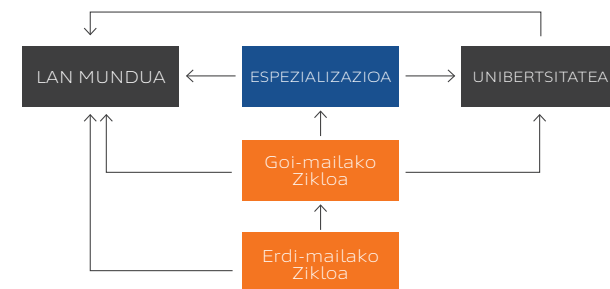 LAN MUNDUA
ESPEZIALIZAZIOA
UNIBERTSITATEA
Goi-mailako
Zikloa
Erdi-mailako
Zikloa